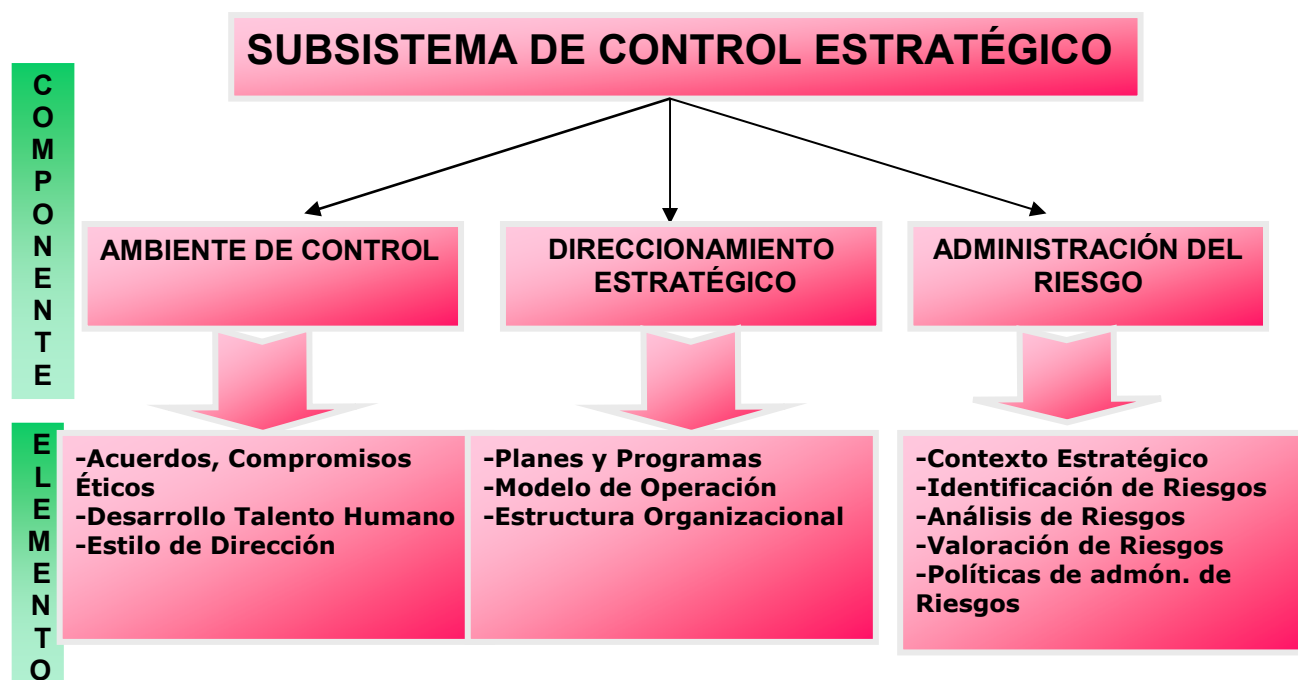 SUBSISTEMA DE CONTROL ESTRATÉGICO
COMPONENTE
AMBIENTE DE CONTROL
DIRECCIONAMIENTO
ESTRATÉGICO
ADMINISTRACIÓN DEL
RIESGO
ELEMENTO
-Acuerdos, Compromisos
Éticos
-Desarrollo Talento Humano
-Estilo de Dirección
-Planes y Programas
-Modelo de Operación
-Estructura Organizacional
-Contexto Estratégico
-Identificación de Riesgos
-Análisis de Riesgos
-Valoración de Riesgos
-Políticas de admón. de
Riesgos